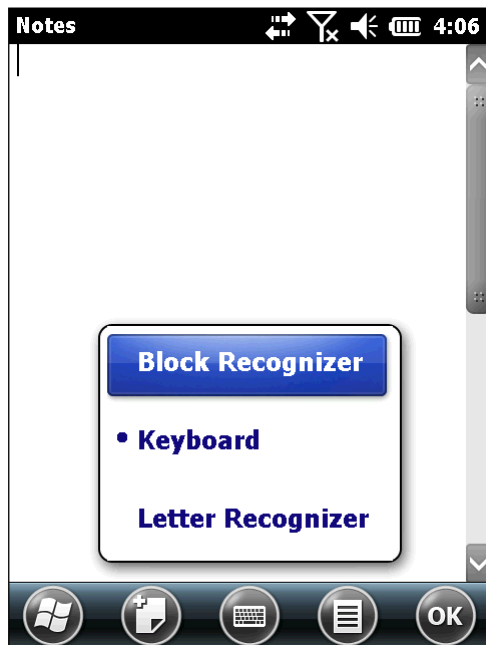 Notes 4:06
Block Recognizer
• Keyboard
Letter Recognizer
OK